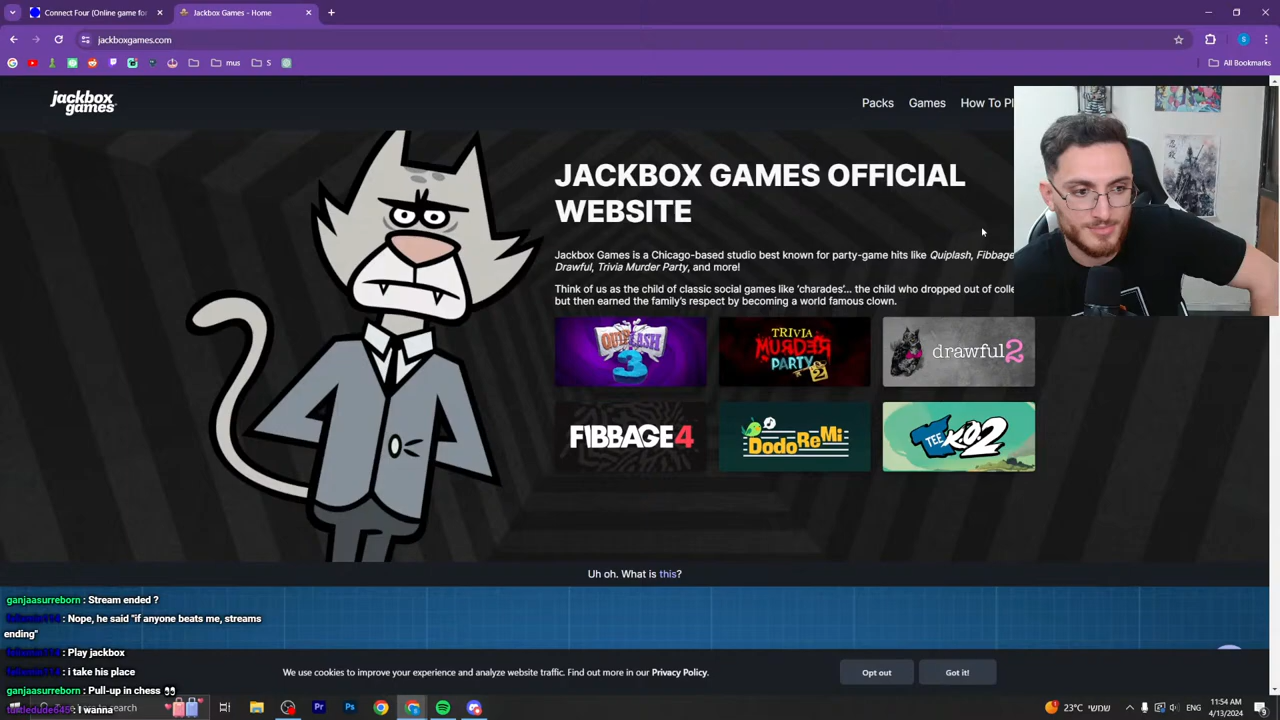 Connect Four (Online game for
Jackbox Games - Home
jackboxgames.com
mus
S
All Bookmarks
jackbox
games
Packs
Games
How To Pl
JACKBOX GAMES OFFICIAL
WEBSITE
Jackbox Games is a Chicago-based studio best known for party-game hits like Quiplash, Fibbage
Drawful, Trivia Murder Party, and more!
Think of us as the child of classic social games like 'charades'... the child who dropped out of colle
but then earned the family's respect by becoming a world famous clown.
QUIPLASH
3
TRIVIA
MURDER
PARTY
2
drawful 2
FIBBAGE 4
DodoReMi
TEE K.O. 2
Uh oh. What is this?
ganjaasurreborn : Stream ended ?
: Nope, he said "if anyone beats me, streams
ending"
: Play jackbox
: i take his place
ganjaasurreborn : Pull-up in chess 👀
: I wanna
We use cookies to improve your experience and analyze website traffic. Find out more in our Privacy Policy.
Opt out
Got it!
23°C שמשי
ENG
11:54 AM
4/13/2024